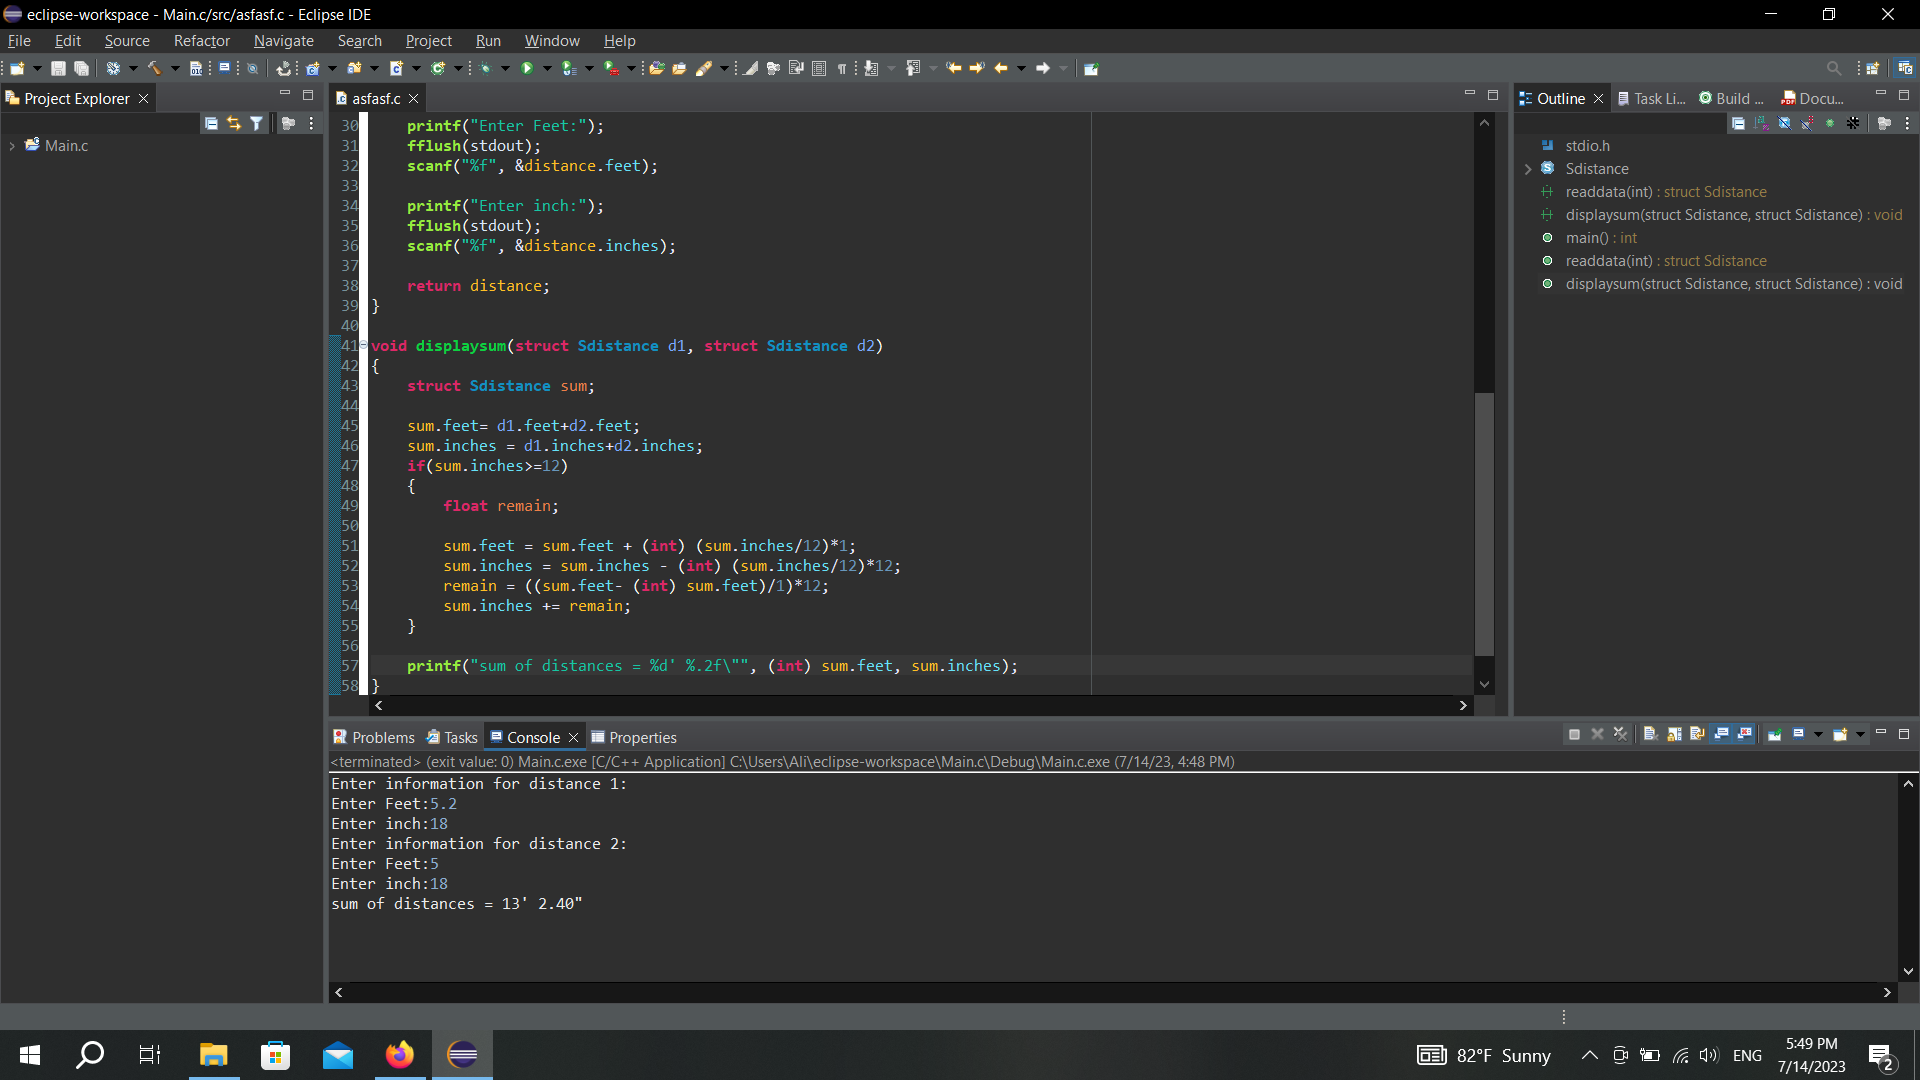 eclipse-workspace - Main.c/src/asfasf.c - Eclipse IDE
File Edit Source Refactor Navigate Search Project Run Window Help
Project Explorer
Main.c
asfasf.c
30     printf("Enter Feet:");
31     fflush(stdout);
32     scanf("%f", &distance.feet);
33
34     printf("Enter inch:");
35     fflush(stdout);
36     scanf("%f", &distance.inches);
37
38     return distance;
39 }
40
41 void displaysum(struct Sdistance d1, struct Sdistance d2)
42 {
43     struct Sdistance sum;
44
45     sum.feet= d1.feet+d2.feet;
46     sum.inches = d1.inches+d2.inches;
47     if(sum.inches>=12)
48     {
49         float remain;
50
51         sum.feet = sum.feet + (int) (sum.inches/12)*1;
52         sum.inches = sum.inches - (int) (sum.inches/12)*12;
53         remain = ((sum.feet- (int) sum.feet)/1)*12;
54         sum.inches += remain;
55     }
56
57     printf("sum of distances = %d' %.2f\"", (int) sum.feet, sum.inches);
58 }
Outline Task Li... Build ... Docu...
stdio.h
Sdistance
readdata(int) : struct Sdistance
displaysum(struct Sdistance, struct Sdistance) : void
main() : int
readdata(int) : struct Sdistance
displaysum(struct Sdistance, struct Sdistance) : void
Problems Tasks Console Properties
<terminated> (exit value: 0) Main.c.exe [C/C++ Application] C:\Users\Ali\eclipse-workspace\Main.c\Debug\Main.c.exe (7/14/23, 4:48 PM)
Enter information for distance 1:
Enter Feet:5.2
Enter inch:18
Enter information for distance 2:
Enter Feet:5
Enter inch:18
sum of distances = 13' 2.40"
82°F Sunny
ENG
5:49 PM
7/14/2023
2